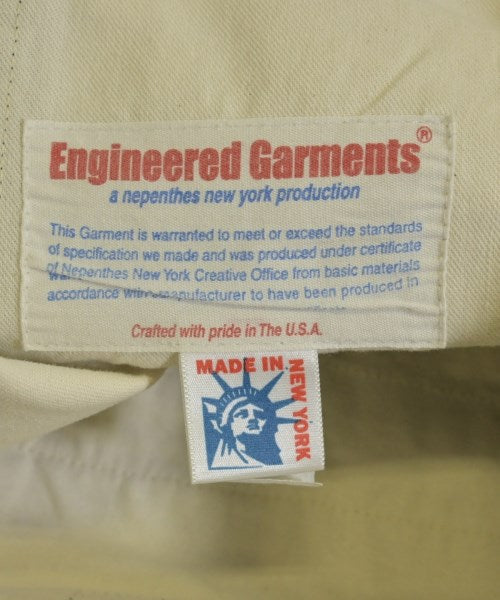 Engineered Garments®
a nepenthes new york production
This Garment is warranted to meet or exceed the standards
of specification we made and was produced under certificate
of Nepenthes New York Creative Office from basic materials
accordance with manufacturer to have been produced in
Crafted with pride in The U.S.A.
MADE IN
NEW YORK